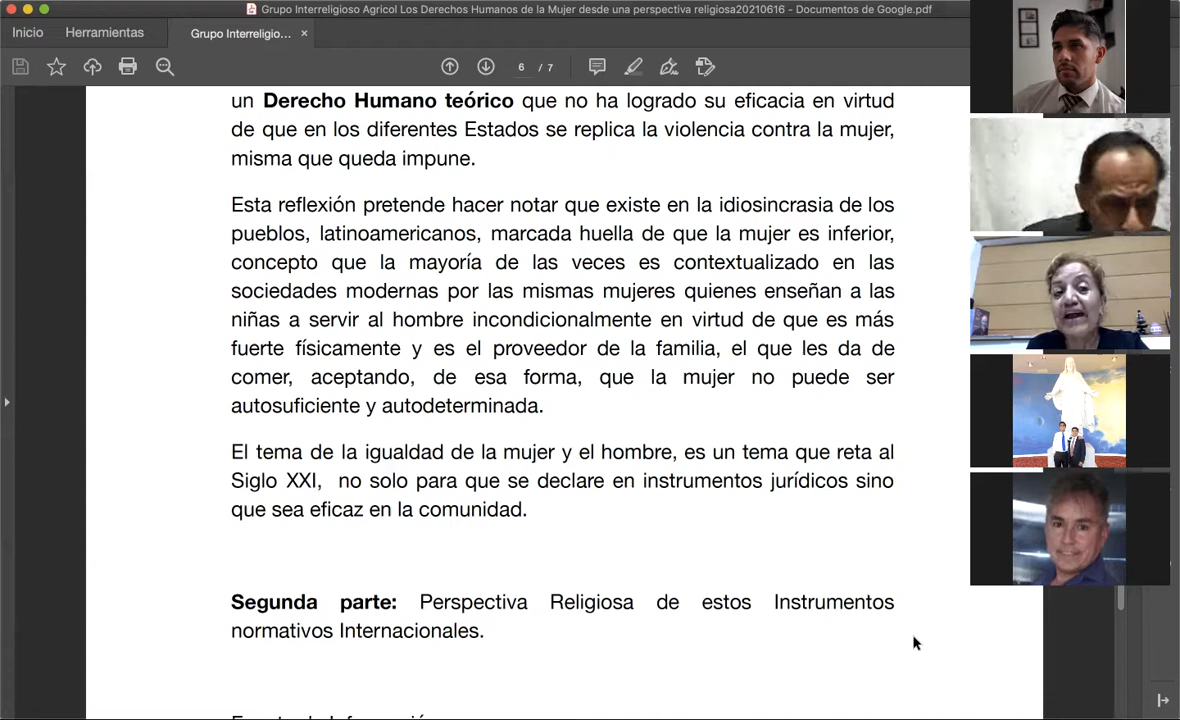 Grupo Interreligioso Agricol Los Derechos Humanos de la Mujer desde una perspectiva religiosa20210616 - Documentos de Google.pdf
Inicio
Herramientas
Grupo Interreligio...
6 / 7
un Derecho Humano teórico que no ha logrado su eficacia en virtud
de que en los diferentes Estados se replica la violencia contra la mujer,
misma que queda impune.
Esta reflexión pretende hacer notar que existe en la idiosincrasia de los
pueblos, latinoamericanos, marcada huella de que la mujer es inferior,
concepto que la mayoría de las veces es contextualizado en las
sociedades modernas por las mismas mujeres quienes enseñan a las
niñas a servir al hombre incondicionalmente en virtud de que es más
fuerte físicamente y es el proveedor de la familia, el que les da de
comer, aceptando, de esa forma, que la mujer no puede ser
autosuficiente y autodeterminada.
El tema de la igualdad de la mujer y el hombre, es un tema que reta al
Siglo XXI, no solo para que se declare en instrumentos jurídicos sino
que sea eficaz en la comunidad.
Segunda parte: Perspectiva Religiosa de estos Instrumentos
normativos Internacionales.